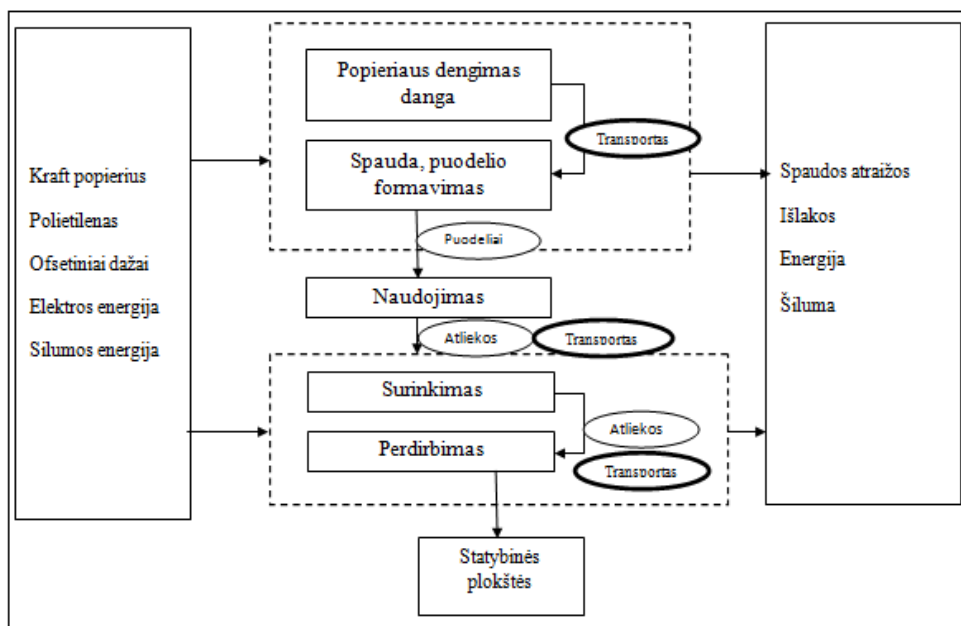 Kraft popierius
Polietilenas
Ofsetiniai dažai
Elektros energija
Šilumos energija
Popieriaus dengimas
danga
Transportas
Spauda, puodelio
formavimas
Puodeliai
Naudojimas
Atliekos
Transportas
Surinkimas
Atliekos
Perdirbimas
Transportas
Statybinės
plokštės
Spaudos atraižos
Išlakos
Energija
Šiluma